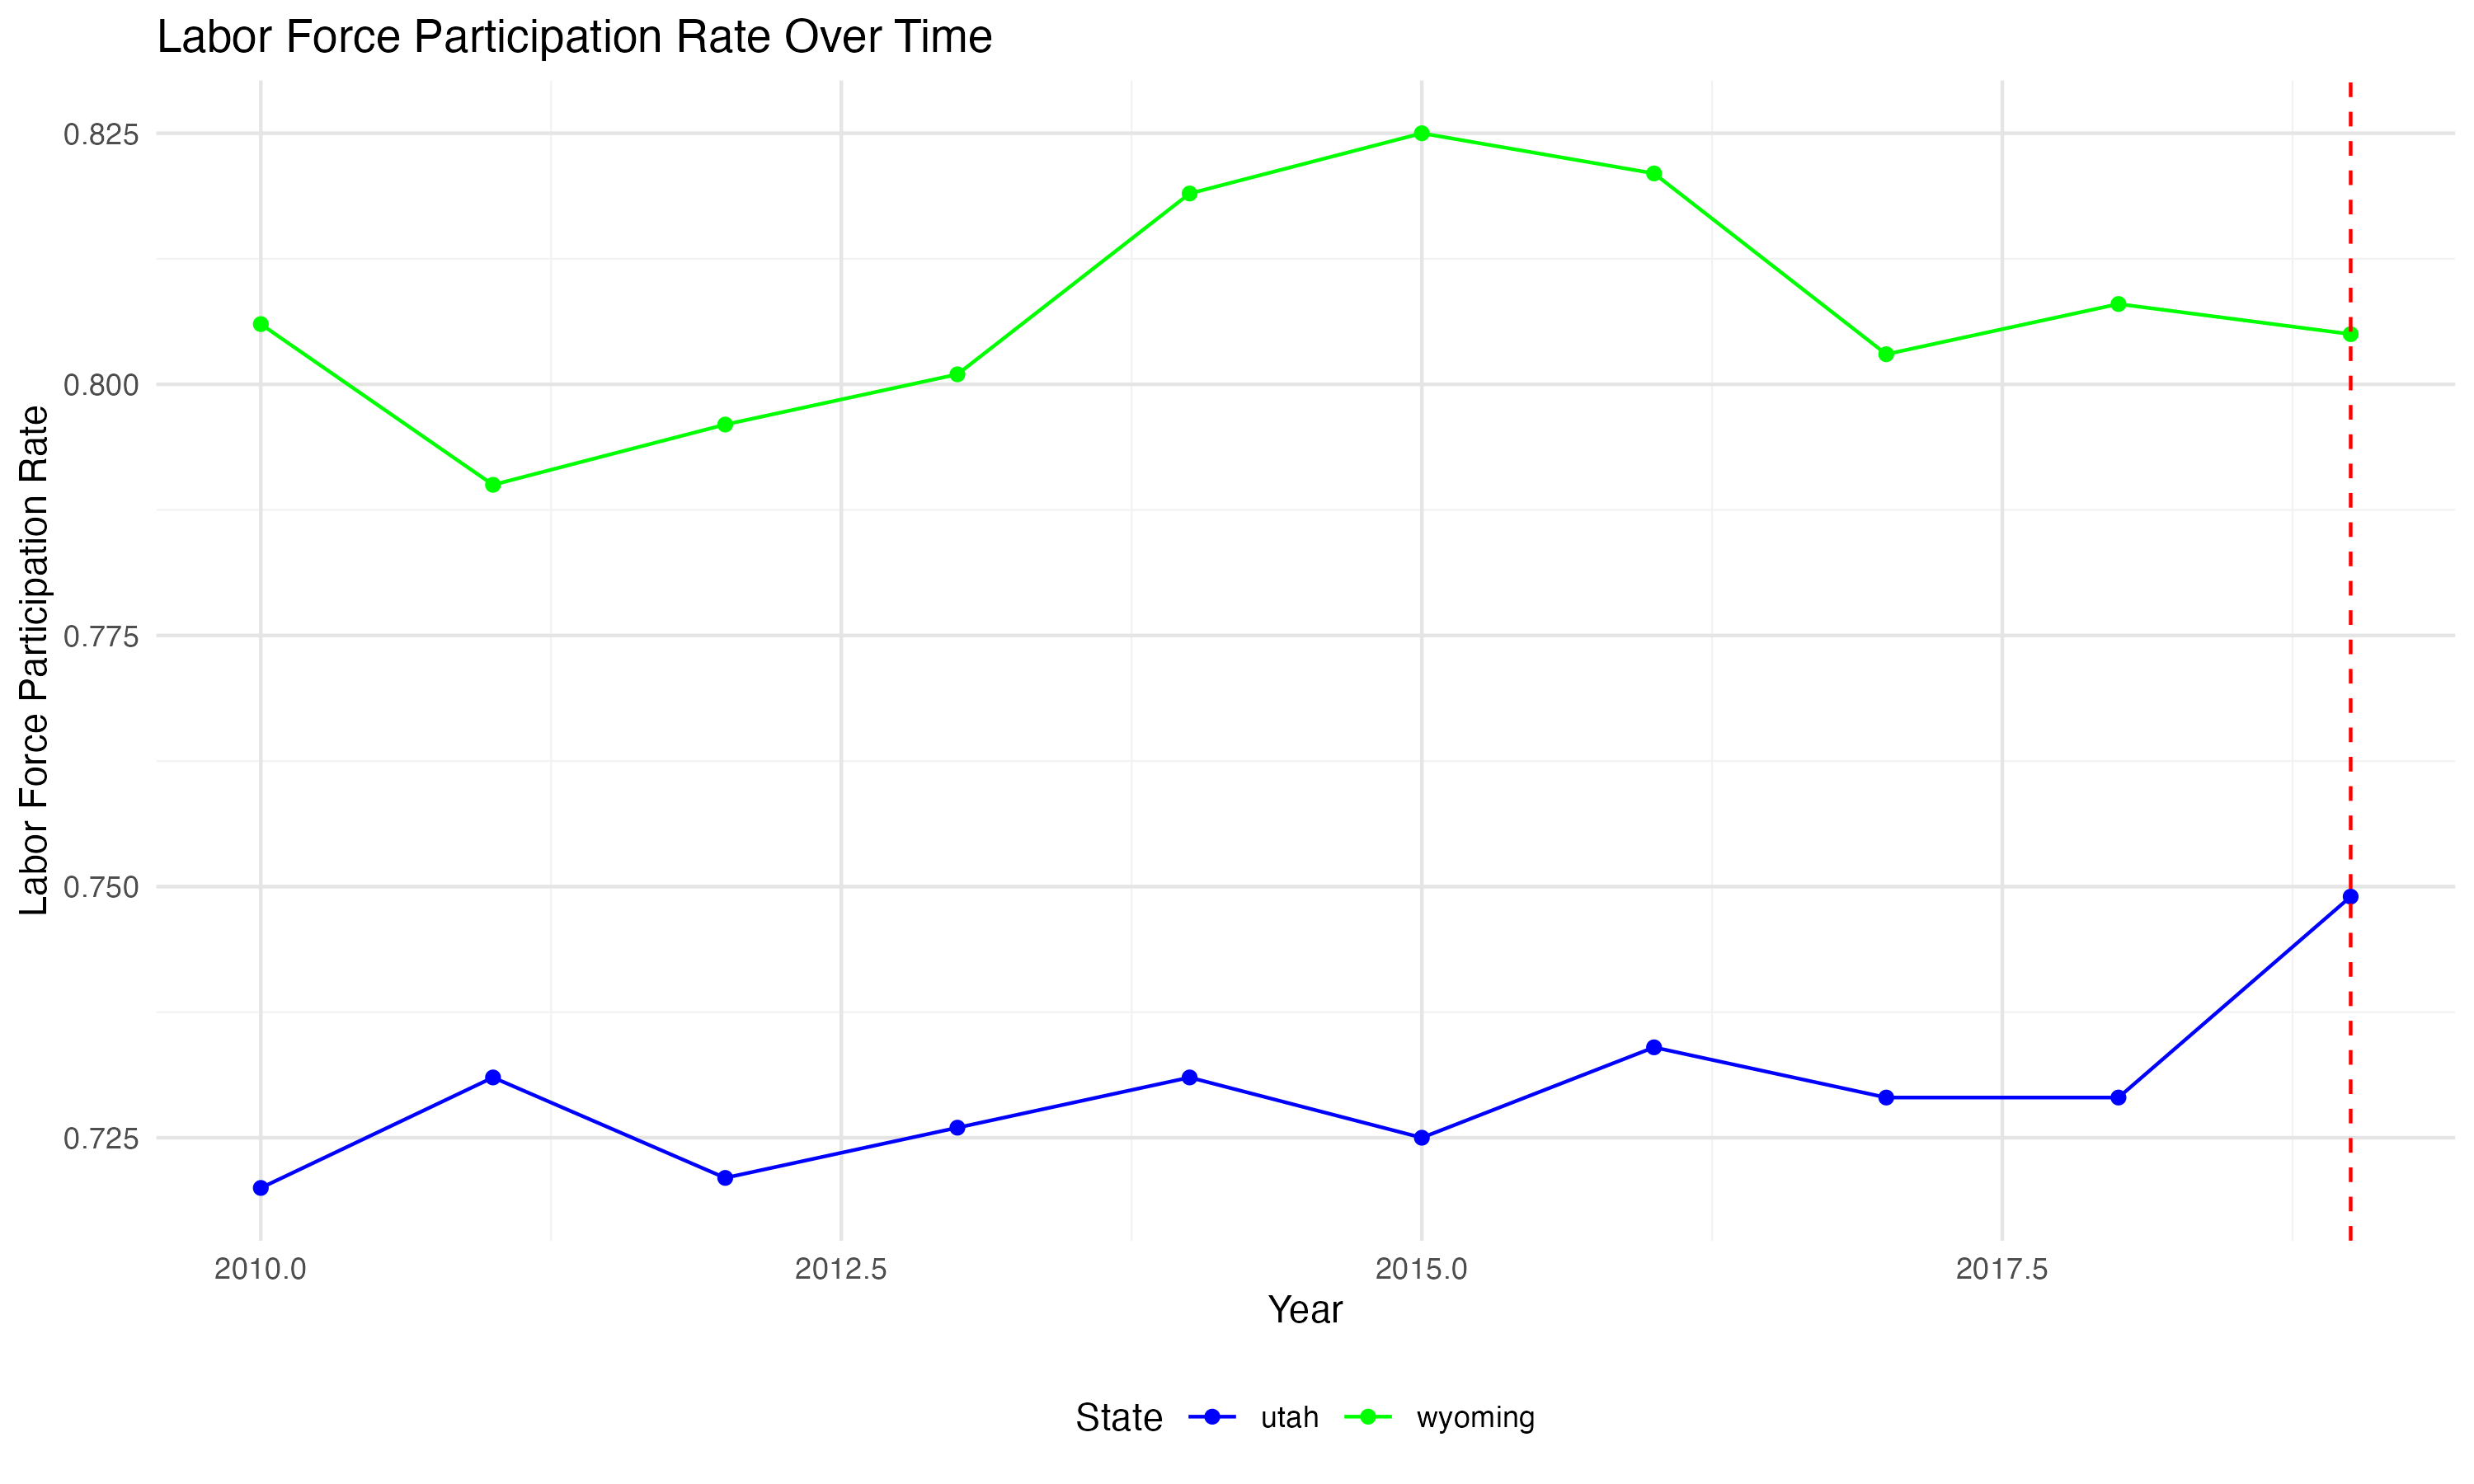 Labor Force Participation Rate Over Time
Labor Force Participation Rate
0.825
0.800
0.775
0.750
0.725
2010.0 2012.5 2015.0 2017.5
Year
State utah wyoming